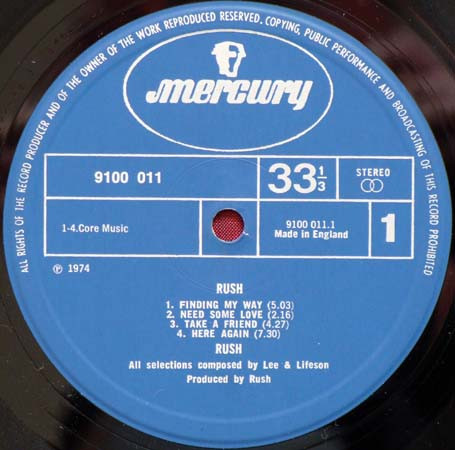 ALL RIGHTS OF THE RECORD PRODUCER AND OF THE OWNER OF THE WORK REPRODUCED RESERVED. COPYING, PUBLIC PERFORMANCE AND BROADCASTING OF THIS RECORD PROHIBITED
mercury
9100 011
33 1/3
STEREO
1-4.Core Music
9100 011.1
Made in England
1
℗ 1974
RUSH
1. FINDING MY WAY (5.03)
2. NEED SOME LOVE (2.16)
3. TAKE A FRIEND (4.27)
4. HERE AGAIN (7.30)
RUSH
All selections composed by Lee & Lifeson
Produced by Rush